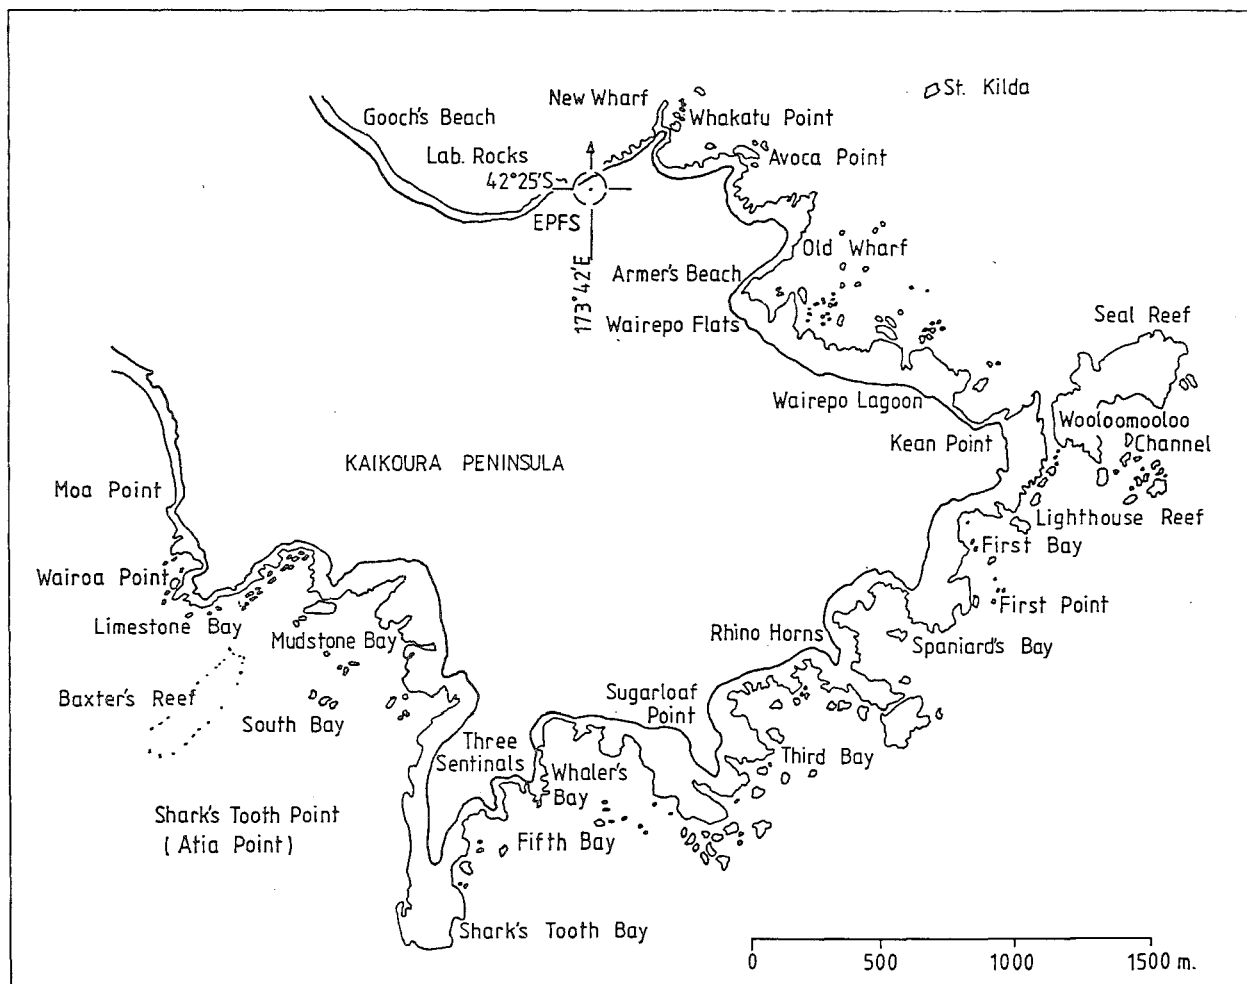 St. Kilda
New Wharf
Gooch's Beach
Whakatu Point
Lab. Rocks
Avoca Point
42°25'S
EPFS
173°42'E
Old Wharf
Armer's Beach
Wairepo Flats
Seal Reef
Wairepo Lagoon
Wooloomooloo
Channel
Kean Point
KAIKOURA PENINSULA
Moa Point
Lighthouse Reef
First Bay
Wairoa Point
First Point
Limestone Bay
Mudstone Bay
Rhino Horns
Spaniard's Bay
Baxter's Reef
South Bay
Sugarloaf
Point
Three
Sentinals
Third Bay
Whaler's
Bay
Shark's Tooth Point
(Atia Point)
Fifth Bay
Shark's Tooth Bay
0 500 1000 1500 m.